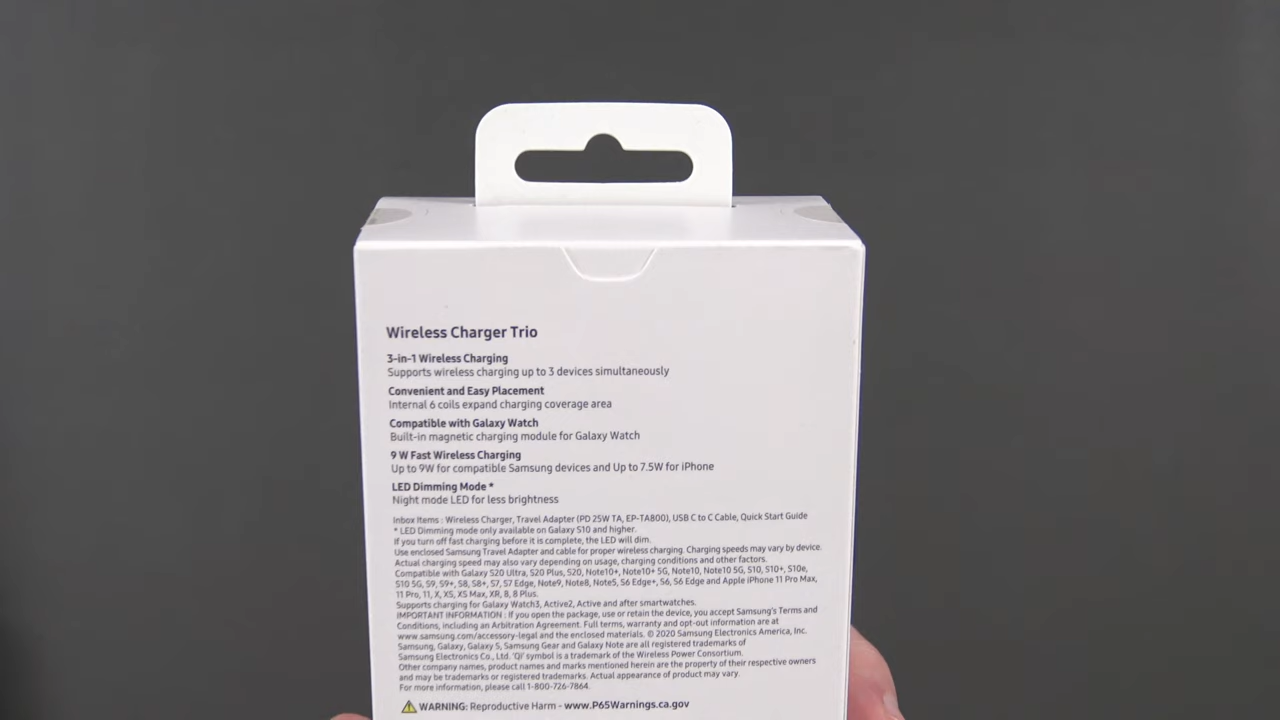 Wireless Charger Trio
3-in-1 Wireless Charging
Supports wireless charging up to 3 devices simultaneously
Convenient and Easy Placement
Internal 6 coils expand charging coverage area
Compatible with Galaxy Watch
Built-in magnetic charging module for Galaxy Watch
9 W Fast Wireless Charging
Up to 9W for compatible Samsung devices and Up to 7.5W for iPhone
LED Dimming Mode *
Night mode LED for less brightness
Inbox Items : Wireless Charger, Travel Adapter (PD 25W TA, EP-TA800), USB C to C Cable, Quick Start Guide
* LED Dimming mode only available on Galaxy S10 and higher.
If you turn off fast charging before it is complete, the LED will dim.
Use enclosed Samsung Travel Adapter and cable for proper wireless charging. Charging speeds may vary by device.
Actual charging speed may also vary depending on usage, charging conditions and other factors.
Compatible with Galaxy S20 Ultra, S20 Plus, S20, Note10+, Note10+ 5G, Note10, Note10 5G, S10, S10+, S10e,
S10 5G, S9, S9+, S8, S8+, S7, S7 Edge, Note9, Note8, Note5, S6 Edge+, S6, S6 Edge and Apple iPhone 11 Pro Max,
11 Pro, 11, X, XS, XS Max, XR, 8, 8 Plus.
Supports charging for Galaxy Watch3, Active2, Active and after smartwatches.
IMPORTANT INFORMATION : If you open the package, use or retain the device, you accept Samsung's Terms and
Conditions, including an Arbitration Agreement. Full terms, warranty and opt-out information are at
www.samsung.com/accessory-legal and the enclosed materials. © 2020 Samsung Electronics America, Inc.
Samsung, Galaxy, Galaxy S, Samsung Gear and Galaxy Note are all registered trademarks of
Samsung Electronics Co., Ltd. 'Qi' symbol is a trademark of the Wireless Power Consortium.
Other company names, product names and marks mentioned herein are the property of their respective owners
and may be trademarks or registered trademarks. Actual appearance of product may vary.
For more information, please call 1-800-726-7864.
WARNING: Reproductive Harm - www.P65Warnings.ca.gov